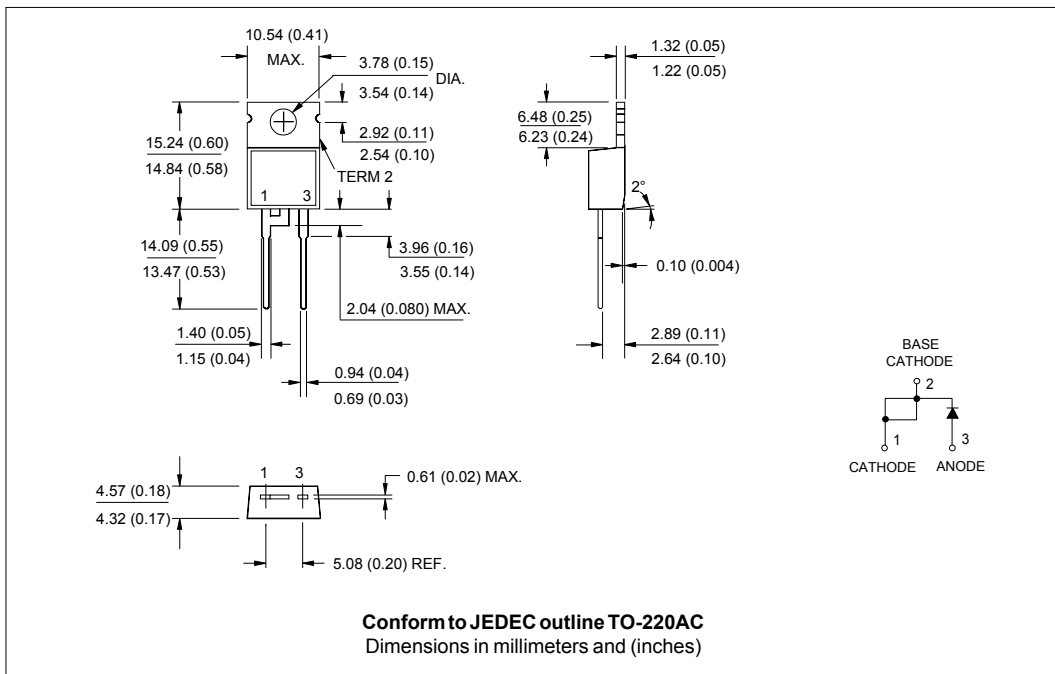 10.54 (0.41)
MAX.
3.78 (0.15)
3.54 (0.14)
DIA.
15.24 (0.60)
14.84 (0.58)
2.92 (0.11)
2.54 (0.10)
TERM 2
1 3
14.09 (0.55)
13.47 (0.53)
3.96 (0.16)
3.55 (0.14)
2.04 (0.080) MAX.
1.40 (0.05)
1.15 (0.04)
0.94 (0.04)
0.69 (0.03)
1.32 (0.05)
1.22 (0.05)
6.48 (0.25)
6.23 (0.24)
2°
0.10 (0.004)
2.89 (0.11)
2.64 (0.10)
BASE
CATHODE
2
1 3
CATHODE ANODE
1 3
4.57 (0.18)
4.32 (0.17)
0.61 (0.02) MAX.
5.08 (0.20) REF.
Conform to JEDEC outline TO-220AC
Dimensions in millimeters and (inches)